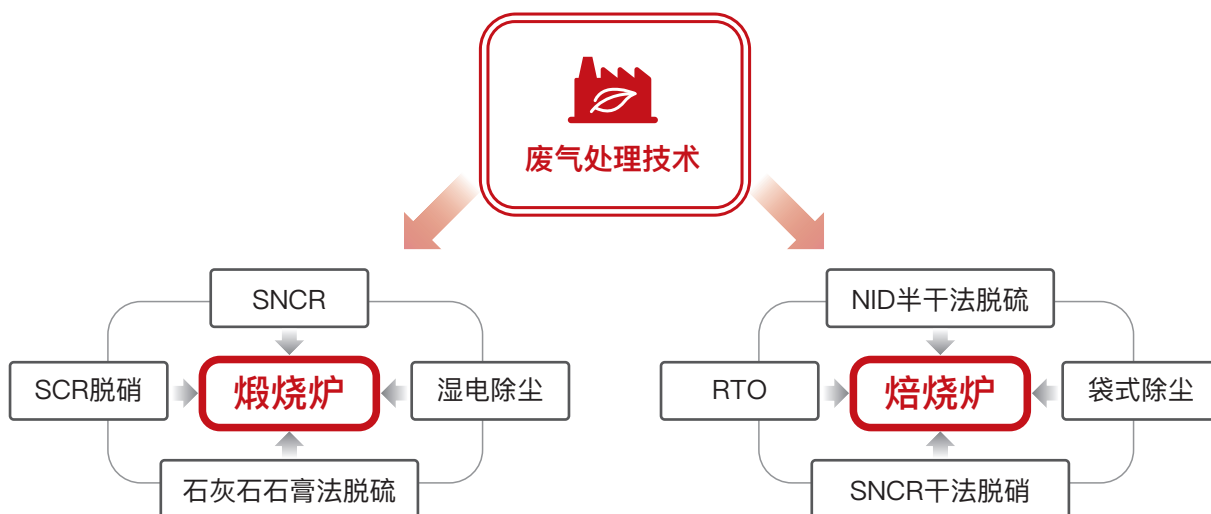 废气处理技术
SNCR
SCR脱硝
煅烧炉
湿电除尘
石灰石石膏法脱硫
NID半干法脱硫
RTO
焙烧炉
袋式除尘
SNCR干法脱硝